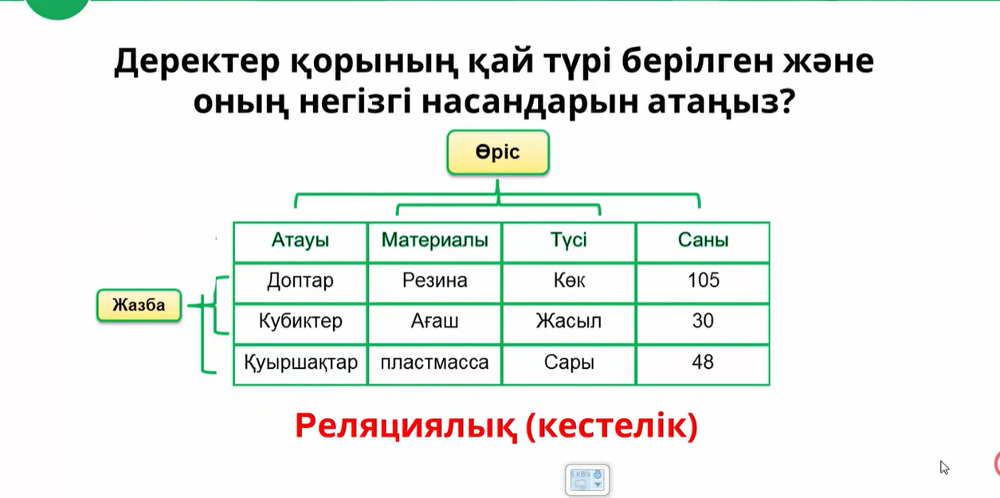 Деректер қорының қай түрі берілген және
оның негізгі насандарын атаңыз?
Өріс
Атауы Материалы Түсі Саны
Доптар Резина Көк 105
Жазба
Кубиктер Ағаш Жасыл 30
Қуыршақтар пластмасса Сары 48
Реляциялық (кестелік)
5 KB/s